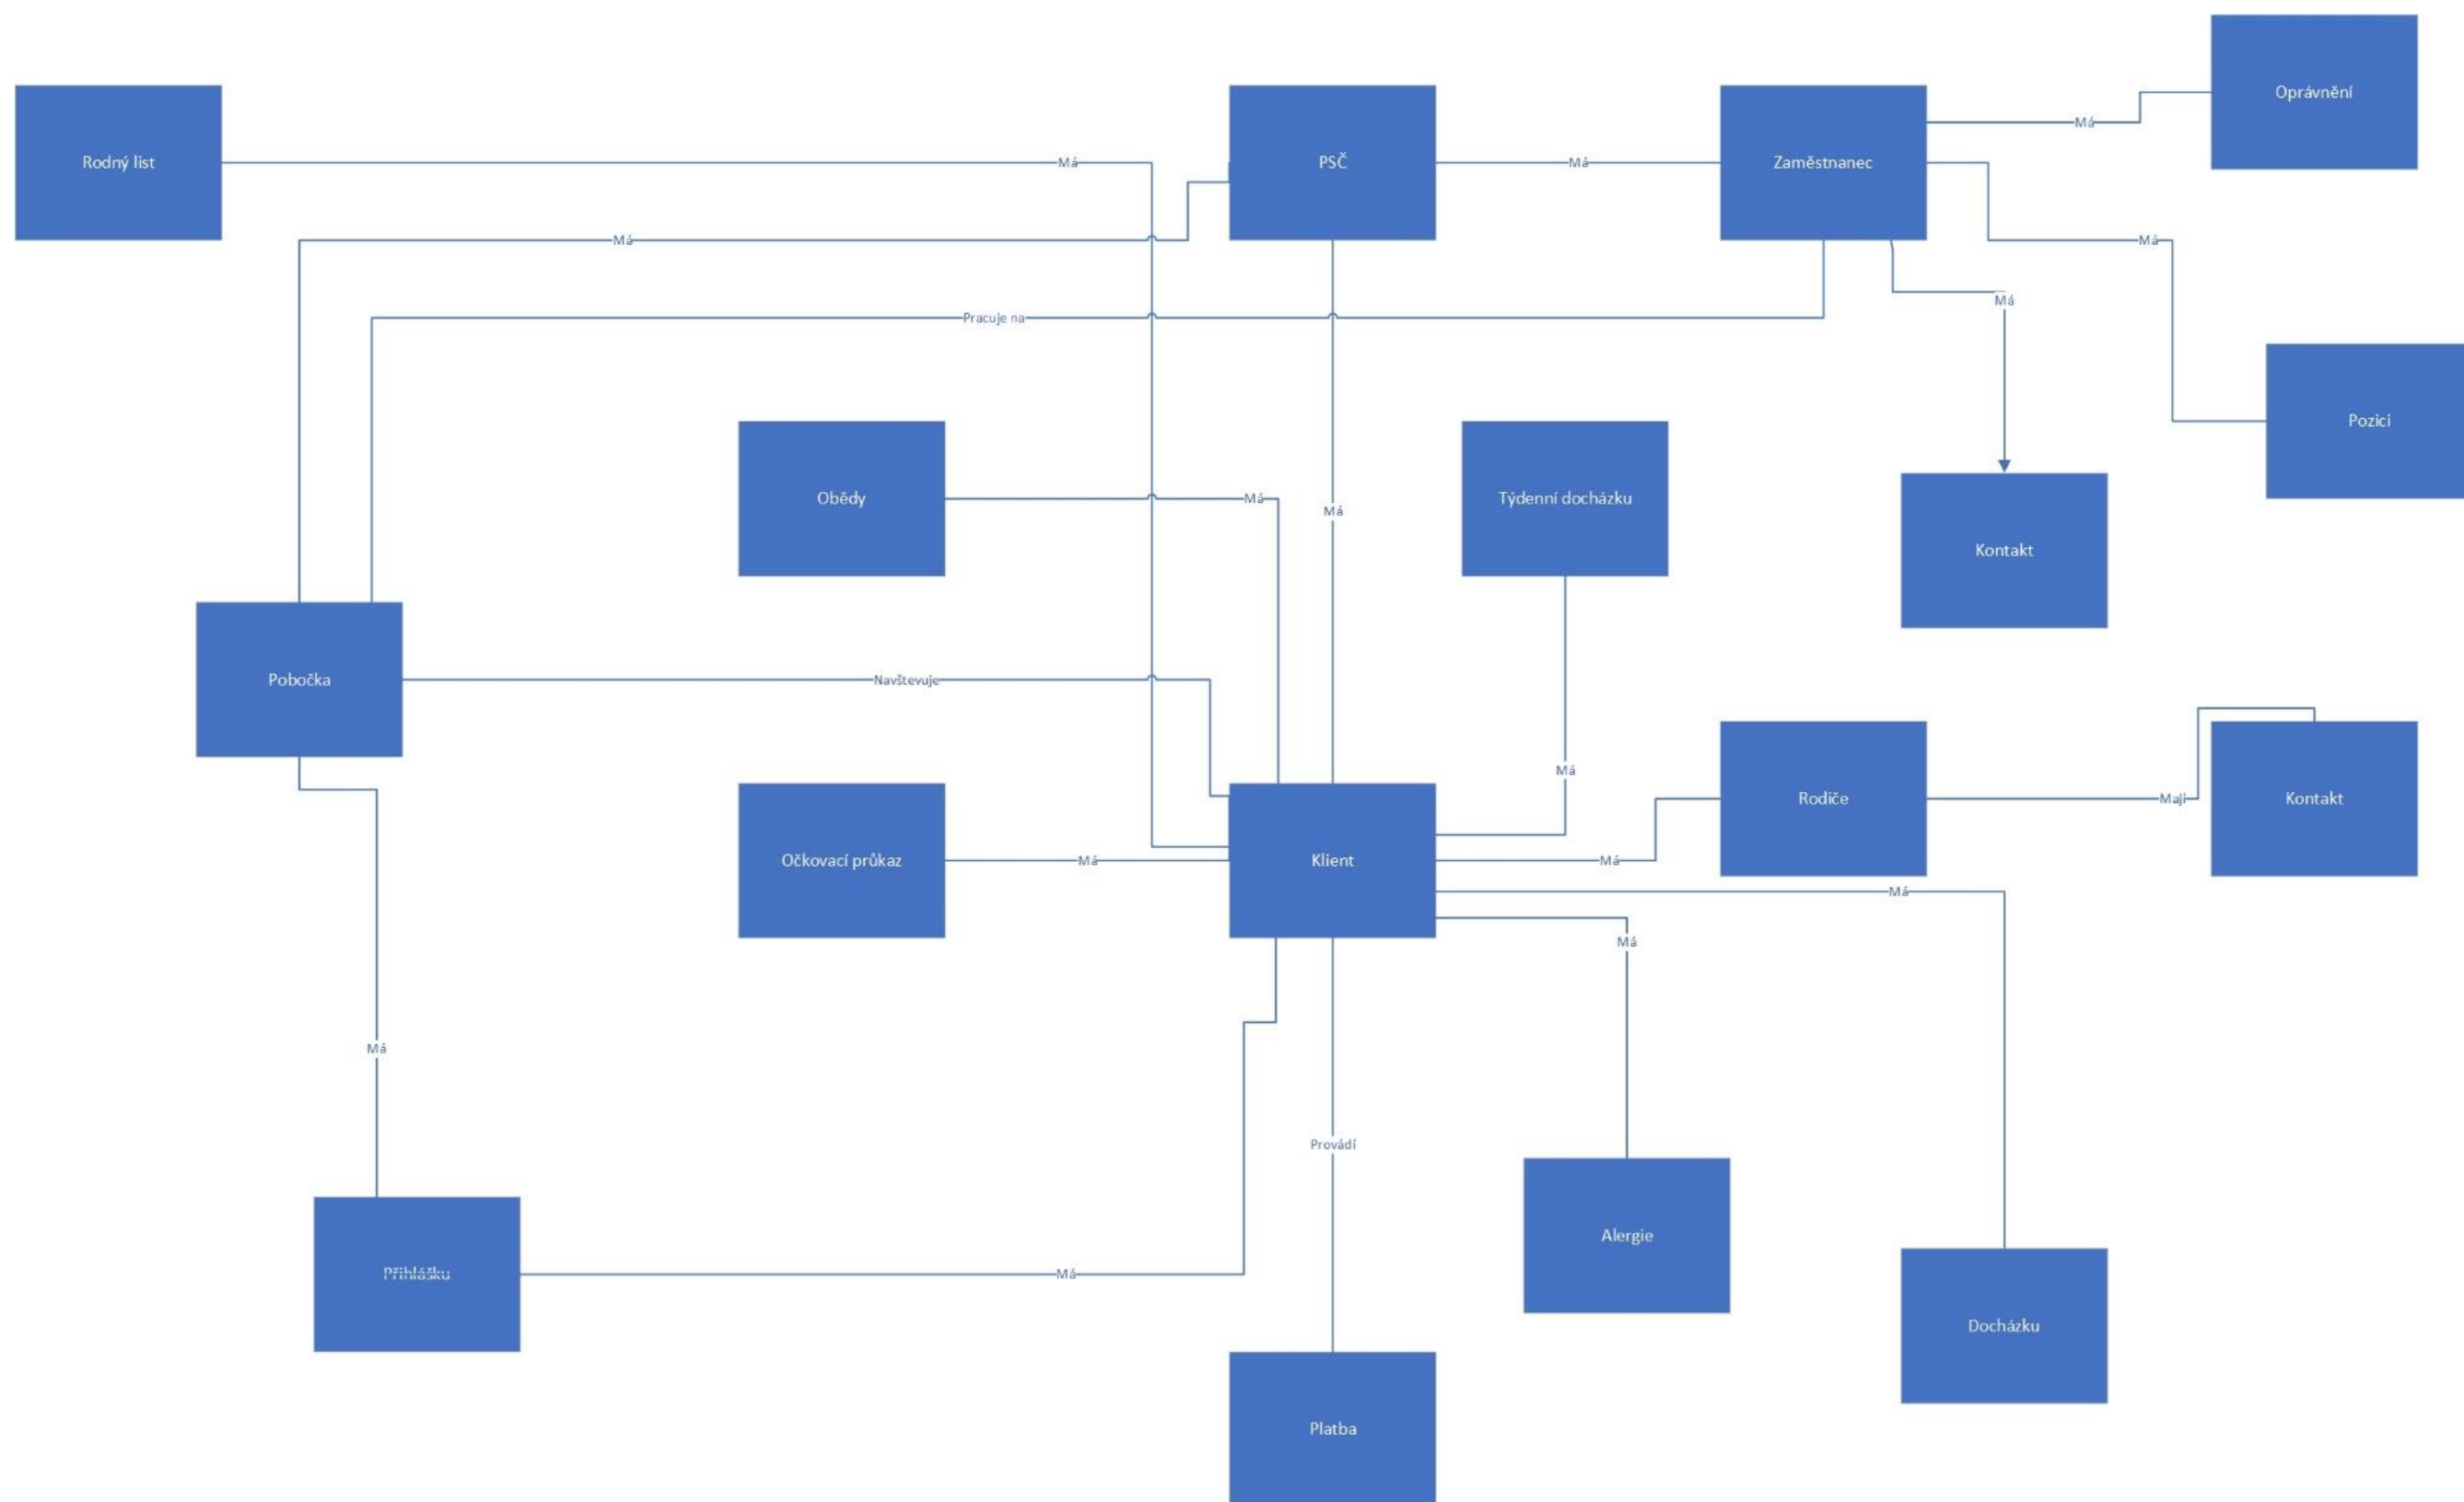 Oprávnění
Rodný list
PSČ
Zaměstnanec
Má
Má
Má
Má
Má
Má
Pracuje na
Pozici
Obědy
Má
Týdenní docházku
Má
Kontakt
Pobočka
Navštevuje
Má
Rodiče
Mají
Kontakt
Očkovací průkaz
Má
Klient
Má
Má
Má
Má
Provádí
Alergie
Přihlášku
Má
Docházku
Platba